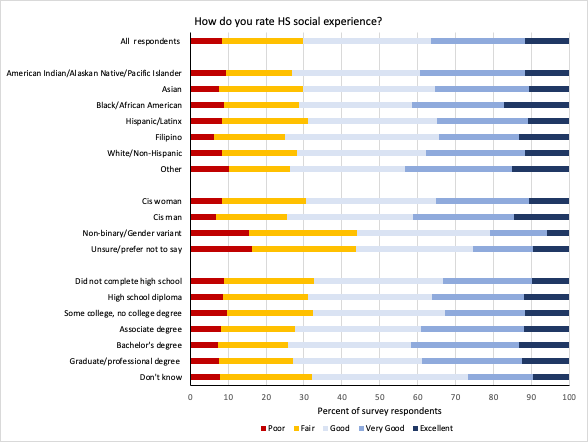 How do you rate HS social experience?
All respondents
American Indian/Alaskan Native/Pacific Islander
Asian
Black/African American
Hispanic/Latinx
Filipino
White/Non-Hispanic
Other
Cis woman
Cis man
Non-binary/Gender variant
Unsure/prefer not to say
Did not complete high school
High school diploma
Some college, no college degree
Associate degree
Bachelor's degree
Graduate/professional degree
Don't know
0 10 20 30 40 50 60 70 80 90 100
Percent of survey respondents
Poor Fair Good Very Good Excellent